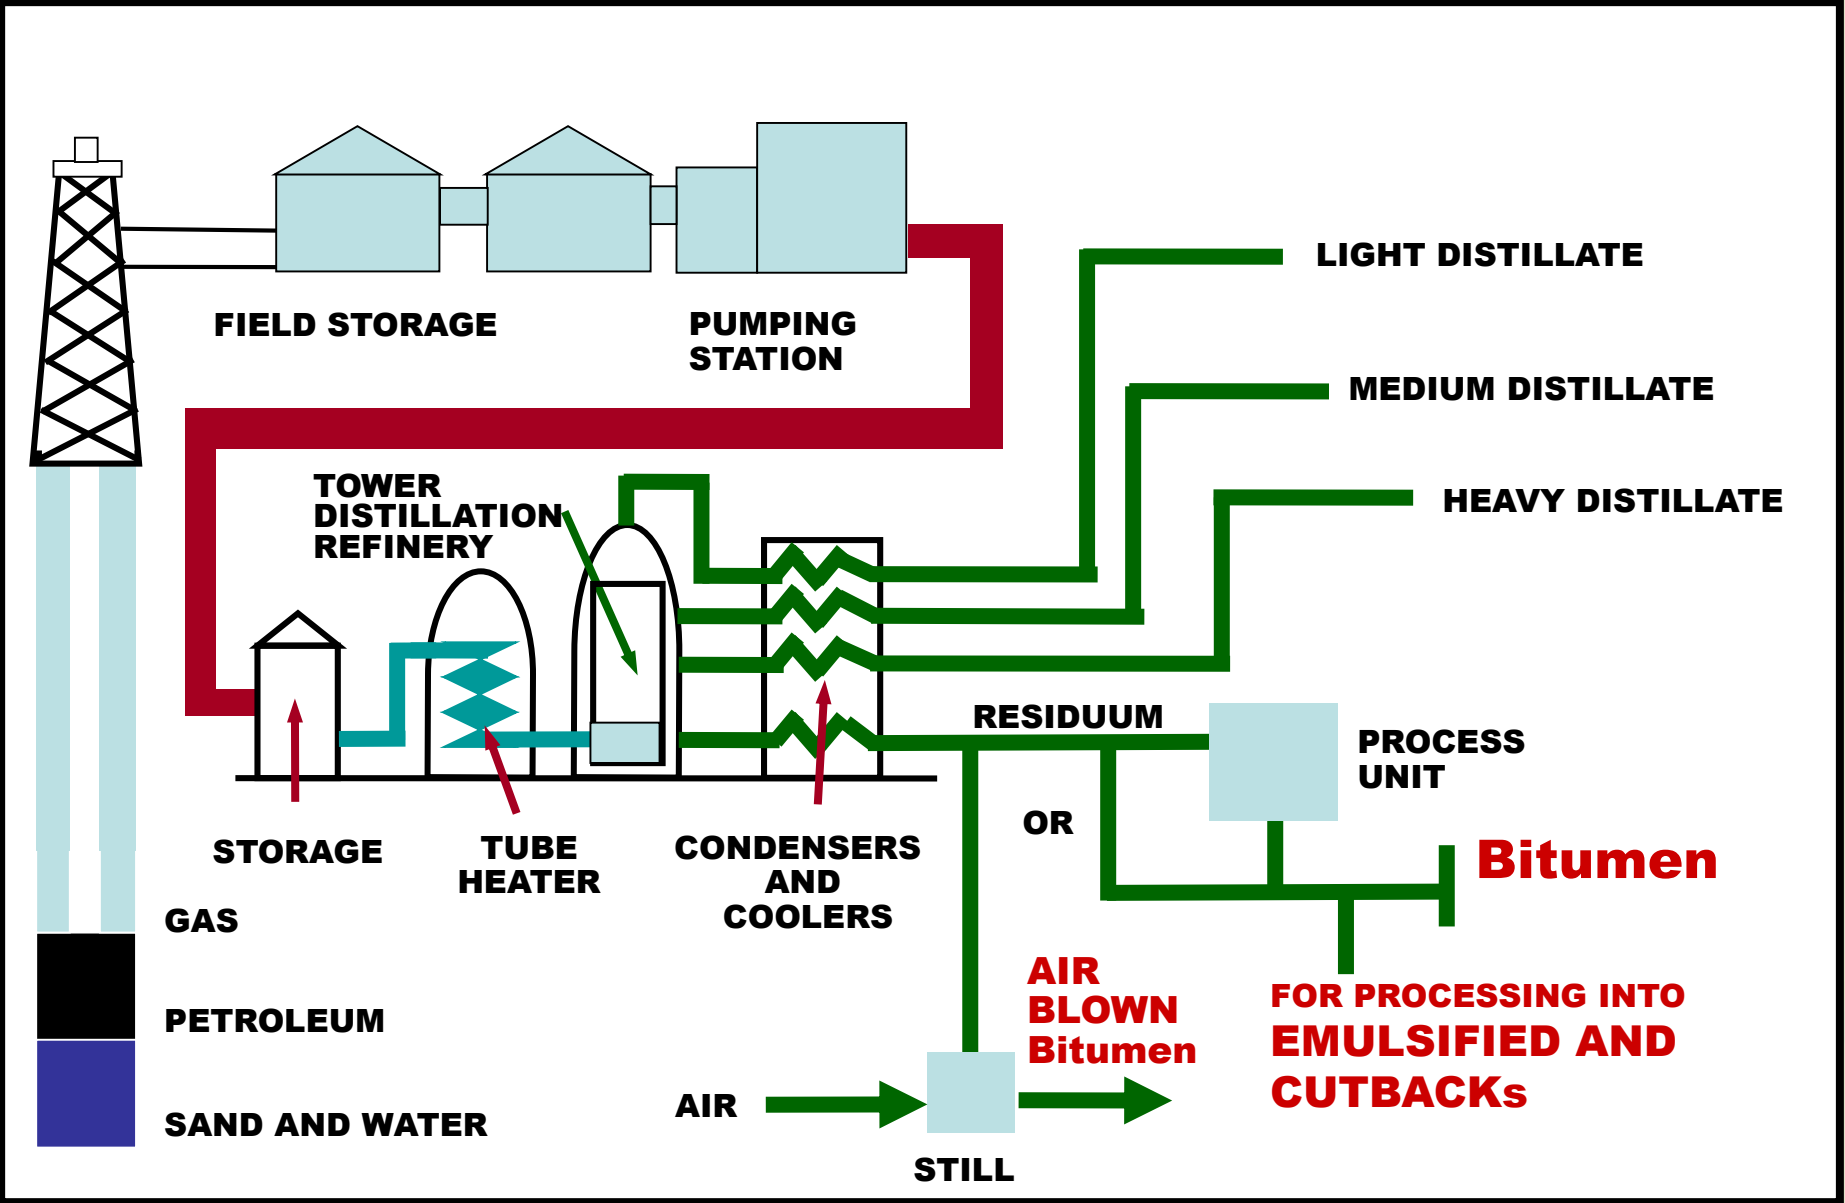 FIELD STORAGE
PUMPING
STATION
LIGHT DISTILLATE
MEDIUM DISTILLATE
HEAVY DISTILLATE
TOWER
DISTILLATION
REFINERY
RESIDUUM
PROCESS
UNIT
OR
STORAGE
TUBE
HEATER
CONDENSERS
AND
COOLERS
Bitumen
GAS
PETROLEUM
SAND AND WATER
AIR
BLOWN
Bitumen
FOR PROCESSING INTO
EMULSIFIED AND
CUTBACKs
AIR
STILL